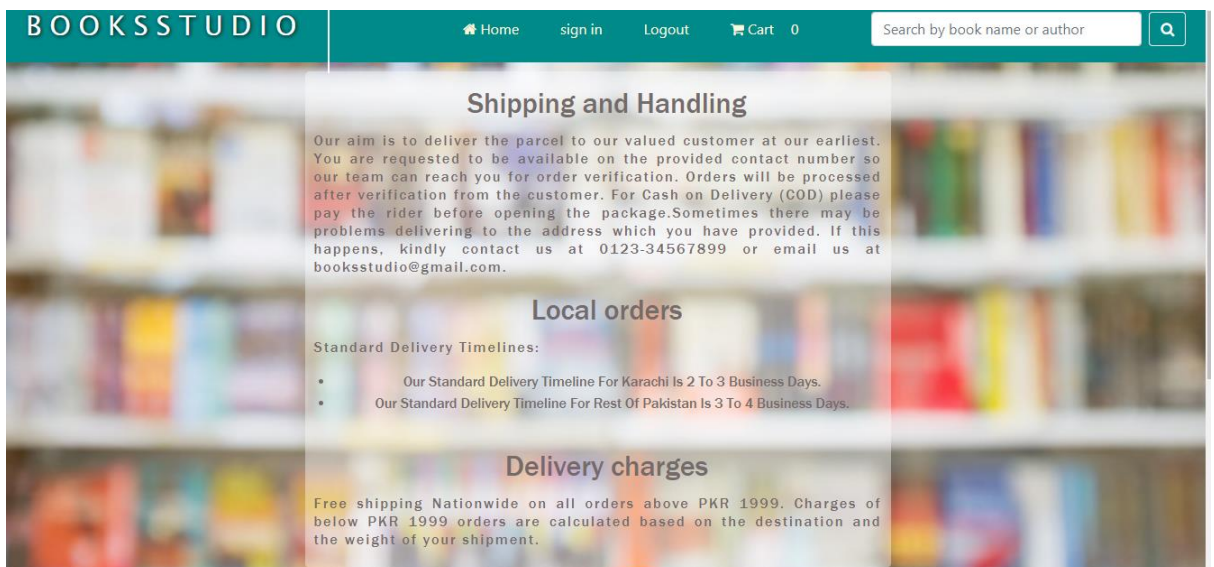 BOOKSSTUDIO
Home sign in Logout Cart 0 Search by book name or author
Shipping and Handling
Our aim is to deliver the parcel to our valued customer at our earliest.
You are requested to be available on the provided contact number so
our team can reach you for order verification. Orders will be processed
after verification from the customer. For Cash on Delivery (COD) please
pay the rider before opening the package.Sometimes there may be
problems delivering to the address which you have provided. If this
happens, kindly contact us at 0123-34567899 or email us at
booksstudio@gmail.com.
Local orders
Standard Delivery Timelines:
• Our Standard Delivery Timeline For Karachi Is 2 To 3 Business Days.
• Our Standard Delivery Timeline For Rest Of Pakistan Is 3 To 4 Business Days.
Delivery charges
Free shipping Nationwide on all orders above PKR 1999. Charges of
below PKR 1999 orders are calculated based on the destination and
the weight of your shipment.